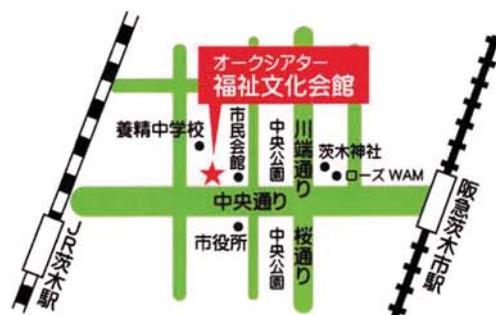 オークシアター
福祉文化会館
養精中学校
市民会館
中央公園
川端通り
茨木神社
ローズWAM
中央通り
市役所
中央公園
桜通り
JR茨木駅
阪急茨木市駅